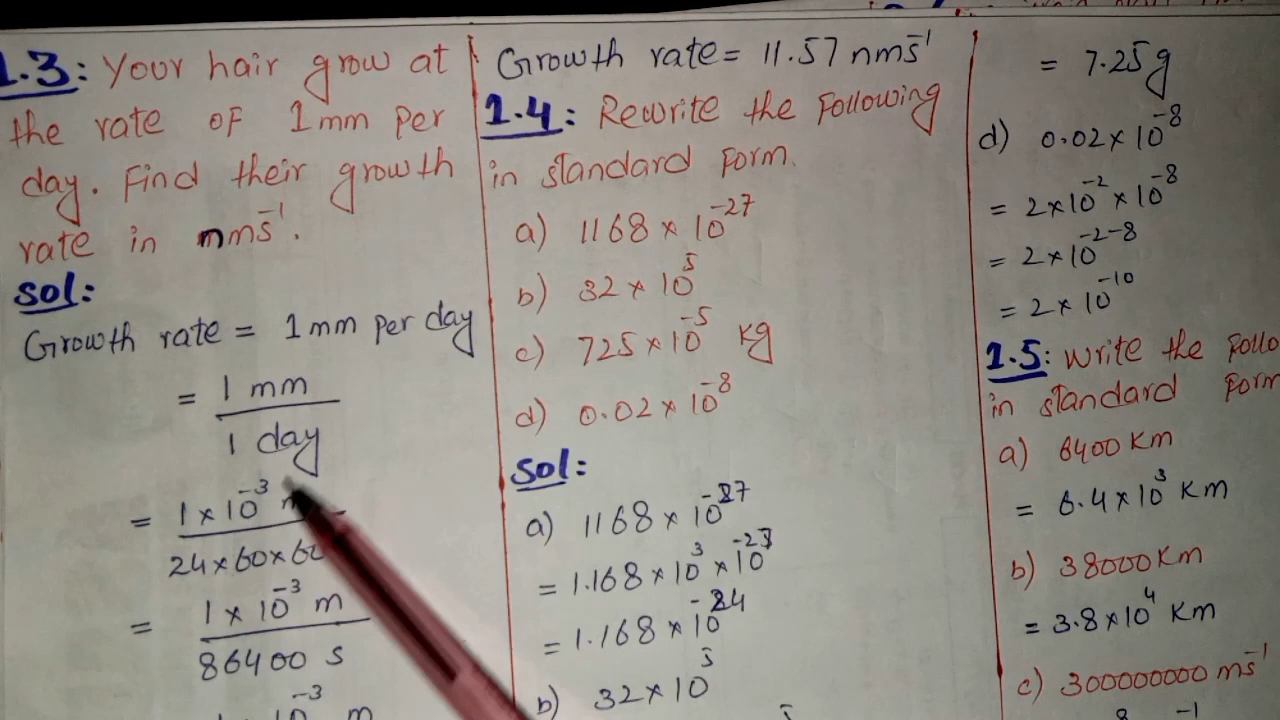 1.3: Your hair grow at
the rate of 1mm per
day. Find their growth
rate in nms⁻¹.
Sol:
Growth rate = 1mm per day
= 1 mm
1 day
= 1 × 10⁻³
24×60×60
= 1 × 10⁻³ m
86400 s
Growth rate = 11.57 nms⁻¹
1.4: Rewrite the following
in standard form.
a) 1168 × 10⁻²⁷
b) 32 × 10⁵
c) 725 × 10⁻⁵ kg
d) 0.02 × 10⁻⁸
Sol:
a) 1168 × 10⁻²⁷
= 1.168 × 10³ × 10⁻²⁷
= 1.168 × 10⁻²⁴
b) 32 × 10⁵
= 7.25g
d) 0.02 × 10⁻⁸
= 2 × 10⁻² × 10⁻⁸
= 2 × 10⁻²⁻⁸
= 2 × 10⁻¹⁰
1.5: Write the follo
in standard form
a) 6400 Km
= 6.4 × 10³ Km
b) 38000 Km
= 3.8 × 10⁴ Km
c) 300000000 ms⁻¹